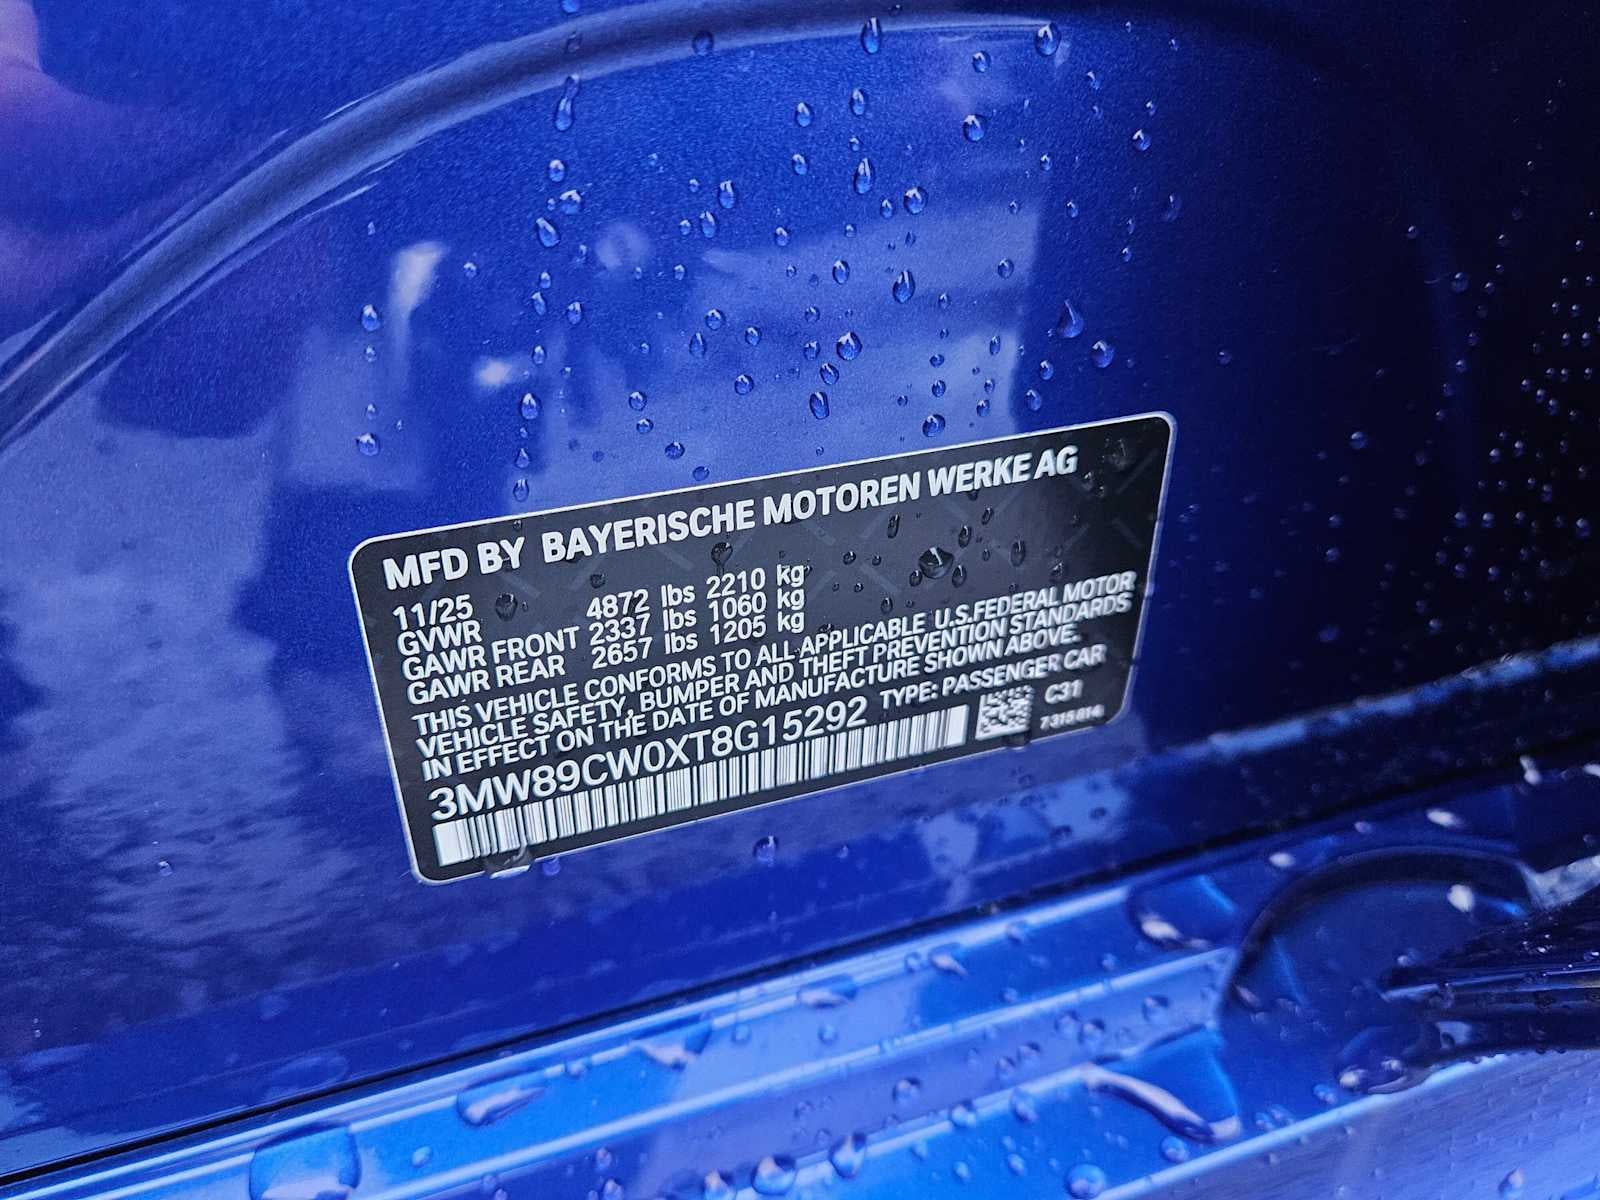 MFD BY BAYERISCHE MOTOREN WERKE AG
11/25
GVWR 4872 lbs 2210 kg
GAWR FRONT 2337 lbs 1060 kg
GAWR REAR 2657 lbs 1205 kg
THIS VEHICLE CONFORMS TO ALL APPLICABLE U.S.FEDERAL MOTOR
VEHICLE SAFETY, BUMPER AND THEFT PREVENTION STANDARDS
IN EFFECT ON THE DATE OF MANUFACTURE SHOWN ABOVE.
3MW89CW0XT8G15292 TYPE: PASSENGER CAR
C31
7315814